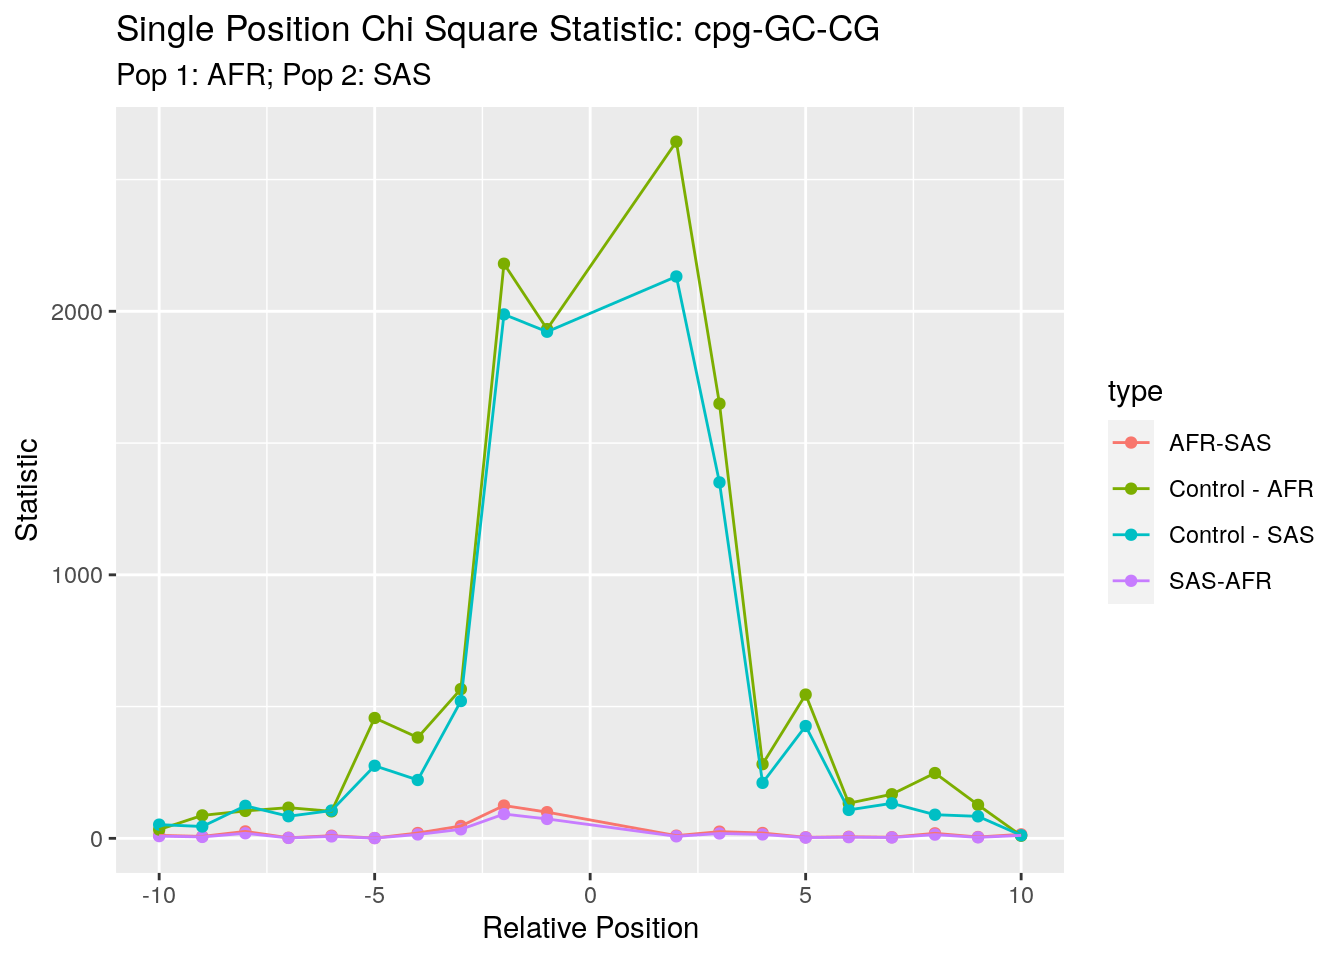 Single Position Chi Square Statistic: cpg-GC-CG
Pop 1: AFR; Pop 2: SAS
Statistic
2000
1000
0
-10
-5
0
5
10
Relative Position
type
AFR-SAS
Control - AFR
Control - SAS
SAS-AFR